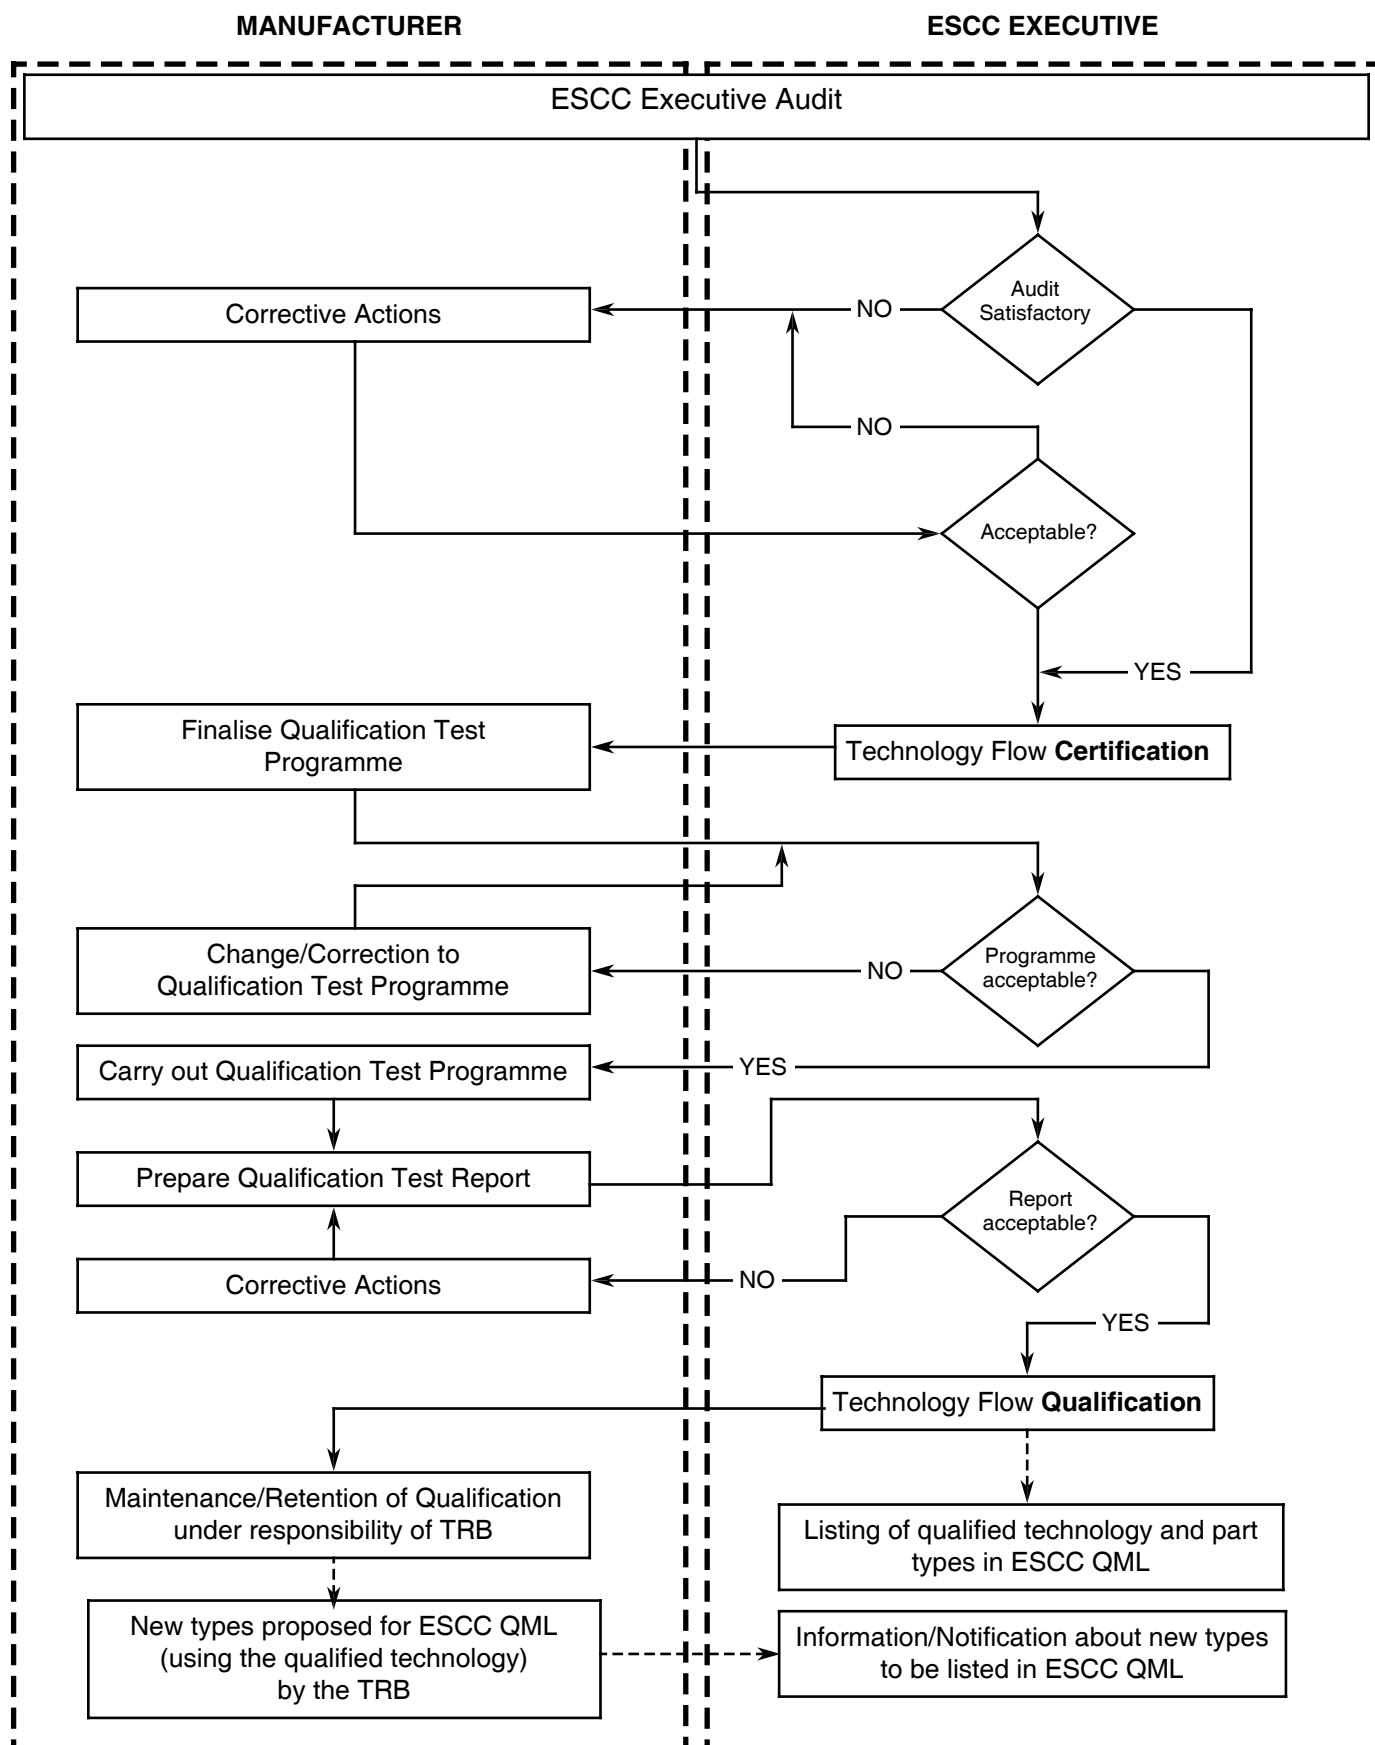 MANUFACTURER
ESCC EXECUTIVE
ESCC Executive Audit
Audit
Satisfactory
NO
Corrective Actions
NO
Acceptable?
YES
Finalise Qualification Test
Programme
Technology Flow Certification
Programme
acceptable?
NO
Change/Correction to
Qualification Test Programme
YES
Carry out Qualification Test Programme
Prepare Qualification Test Report
Report
acceptable?
NO
Corrective Actions
YES
Technology Flow Qualification
Maintenance/Retention of Qualification
under responsibility of TRB
Listing of qualified technology and part
types in ESCC QML
New types proposed for ESCC QML
(using the qualified technology)
by the TRB
Information/Notification about new types
to be listed in ESCC QML